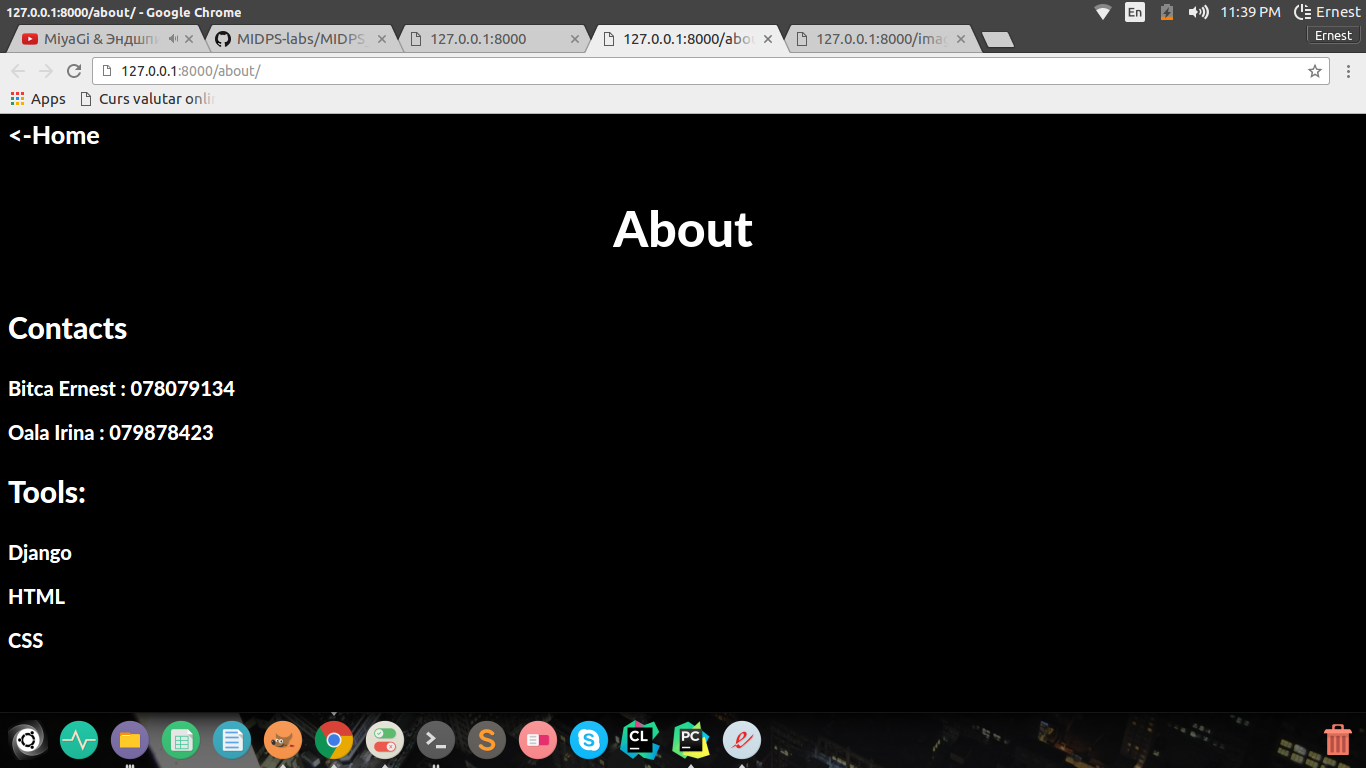 127.0.0.1:8000/about/ - Google Chrome
En
11:39 PM
Ernest
MiyaGi & Эндшп
MIDPS-labs/MIDPS
127.0.0.1:8000
127.0.0.1:8000/abo
127.0.0.1:8000/ima
Ernest
127.0.0.1:8000/about/
Apps
Curs valutar onli
<-Home
About
Contacts
Bitca Ernest : 078079134
Oala Irina : 079878423
Tools:
Django
HTML
CSS
S
CL
PC